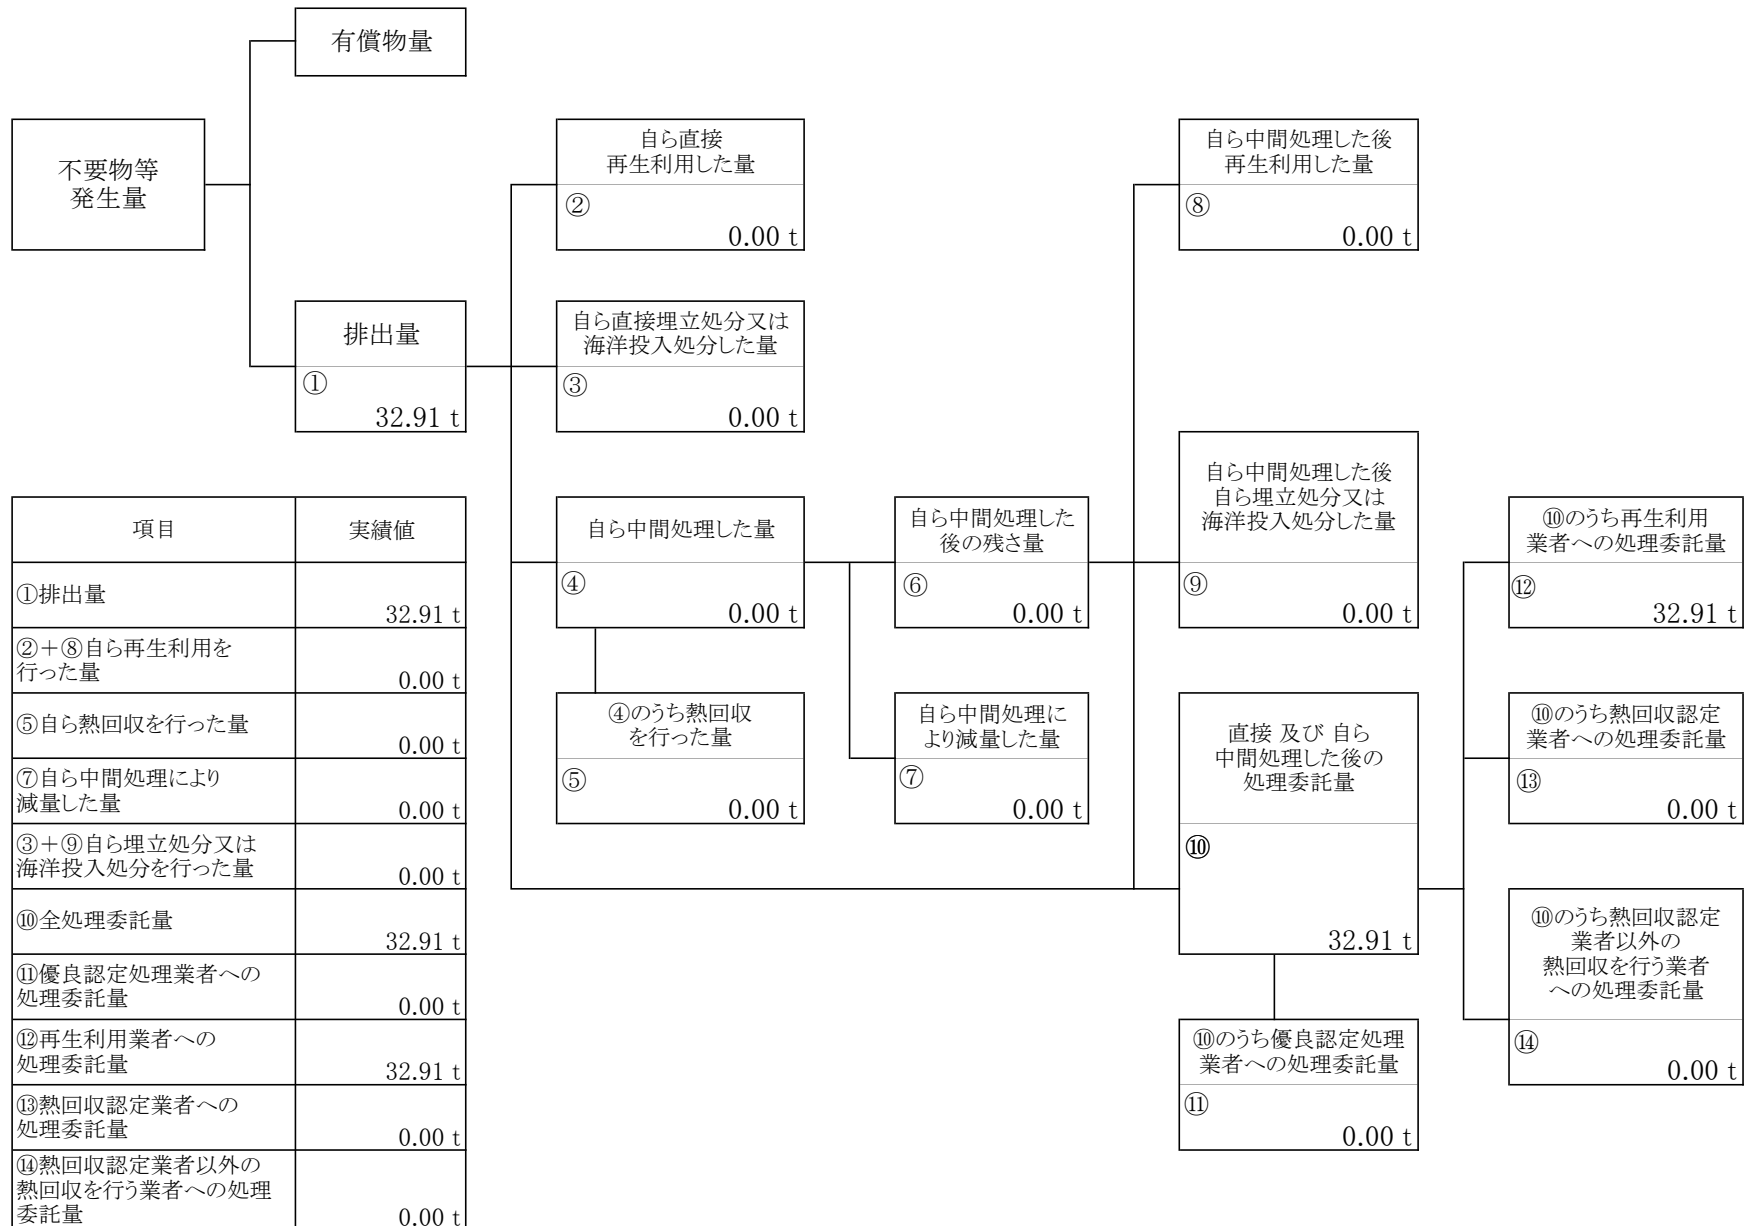 有償物量
不要物等
発生量
排出量
①
32.91 t
自ら直接
再生利用した量
②
0.00 t
自ら直接埋立処分又は
海洋投入処分した量
③
0.00 t
自ら中間処理した量
④
0.00 t
④のうち熱回収
を行った量
⑤
0.00 t
自ら中間処理した
後の残さ量
⑥
0.00 t
自ら中間処理に
より減量した量
⑦
0.00 t
自ら中間処理した後
再生利用した量
⑧
0.00 t
自ら中間処理した後
自ら埋立処分又は
海洋投入処分した量
⑨
0.00 t
直接 及び 自ら
中間処理した後の
処理委託量
⑩
32.91 t
⑩のうち優良認定処理
業者への処理委託量
⑪
0.00 t
⑩のうち再生利用
業者への処理委託量
⑫
32.91 t
⑩のうち熱回収認定
業者への処理委託量
⑬
0.00 t
⑩のうち熱回収認定
業者以外の
熱回収を行う業者
への処理委託量
⑭
0.00 t
項目 実績値
①排出量
32.91 t
②＋⑧自ら再生利用を
行った量
0.00 t
⑤自ら熱回収を行った量
0.00 t
⑦自ら中間処理により
減量した量
0.00 t
③＋⑨自ら埋立処分又は
海洋投入処分を行った量
0.00 t
⑩全処理委託量
32.91 t
⑪優良認定処理業者への
処理委託量
0.00 t
⑫再生利用業者への
処理委託量
32.91 t
⑬熱回収認定業者への
処理委託量
0.00 t
⑭熱回収認定業者以外の
熱回収を行う業者への処理
委託量
0.00 t